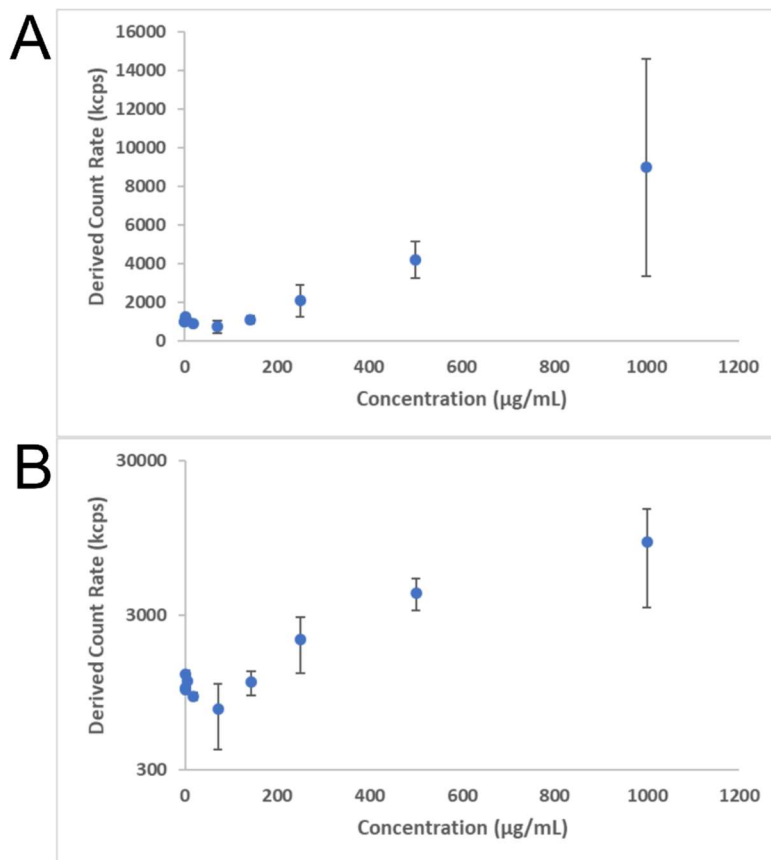 A
16000
14000
12000
10000
8000
6000
4000
2000
0
Derived Count Rate (kcps)
0 200 400 600 800 1000 1200
Concentration (µg/mL)
B
30000
3000
300
Derived Count Rate (kcps)
0 200 400 600 800 1000 1200
Concentration (µg/mL)